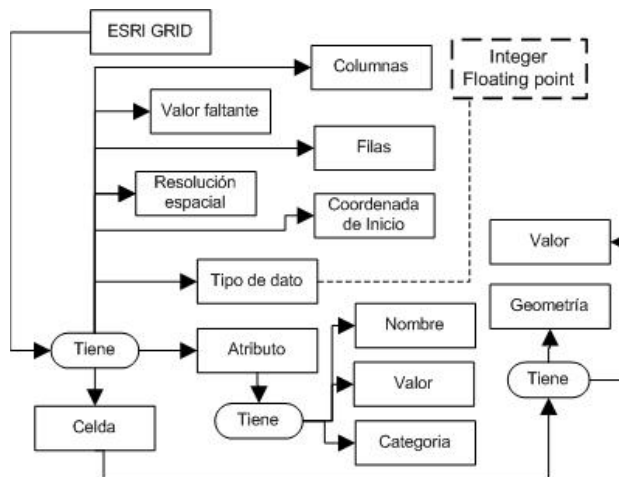 ESRI GRID
Integer
Floating point
Columnas
Valor faltante
Filas
Resolución
espacial
Coordenada
de Inicio
Valor
Tipo de dato
Geometría
Nombre
Tiene
Atributo
Valor
Tiene
Tiene
Celda
Categoria